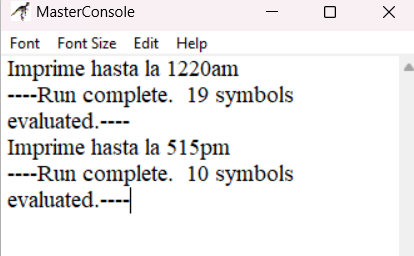 MasterConsole
Font Font Size Edit Help
Imprime hasta la 1220am
----Run complete.  19 symbols
evaluated.----
Imprime hasta la 515pm
----Run complete.  10 symbols
evaluated.----